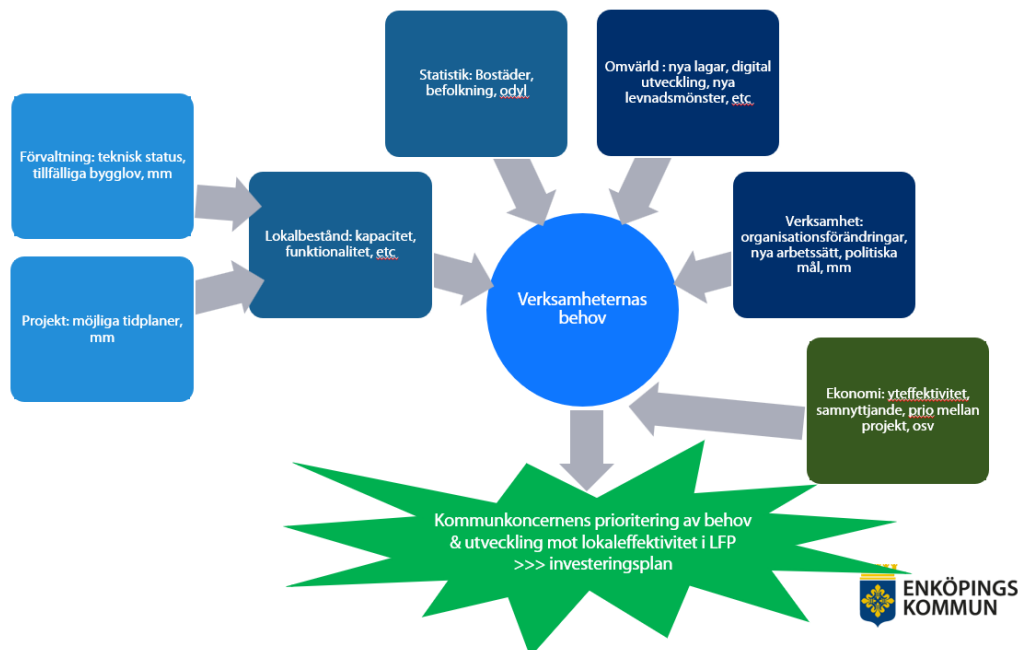 Statistik: Bostäder,
befolkning, odyl
Omvärld : nya lagar, digital
utveckling, nya
levnadsmönster, etc
Förvaltning: teknisk status,
tillfälliga bygglov, mm
Lokalbestånd: kapacitet,
funktionalitet, etc
Verksamhet:
organisationsförändringar,
nya arbetssätt, politiska
mål, mm
Projekt: möjliga tidplaner,
mm
Verksamheternas
behov
Ekonomi: yteffektivitet,
samnyttjande, prio mellan
projekt, osv
Kommunkoncernens prioritering av behov
& utveckling mot lokaleffektivitet i LFP
>>> investeringsplan
ENKÖPINGS
KOMMUN